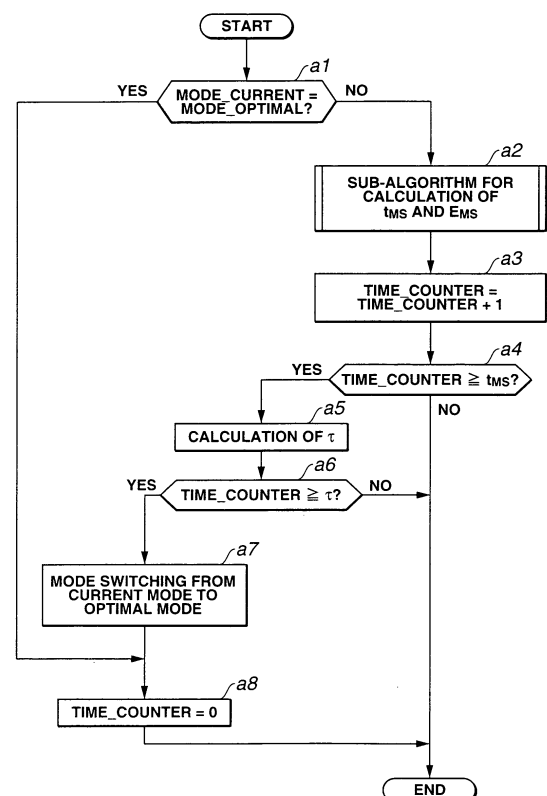 START
a1
YES
MODE_CURRENT =
MODE_OPTIMAL?
NO
a2
SUB-ALGORITHM FOR
CALCULATION OF
tMS AND EMS
a3
TIME_COUNTER =
TIME_COUNTER + 1
a4
YES
TIME_COUNTER ≧ tMS?
NO
a5
CALCULATION OF τ
a6
YES
TIME_COUNTER ≧ τ?
NO
a7
MODE SWITCHING FROM
CURRENT MODE TO
OPTIMAL MODE
a8
TIME_COUNTER = 0
END